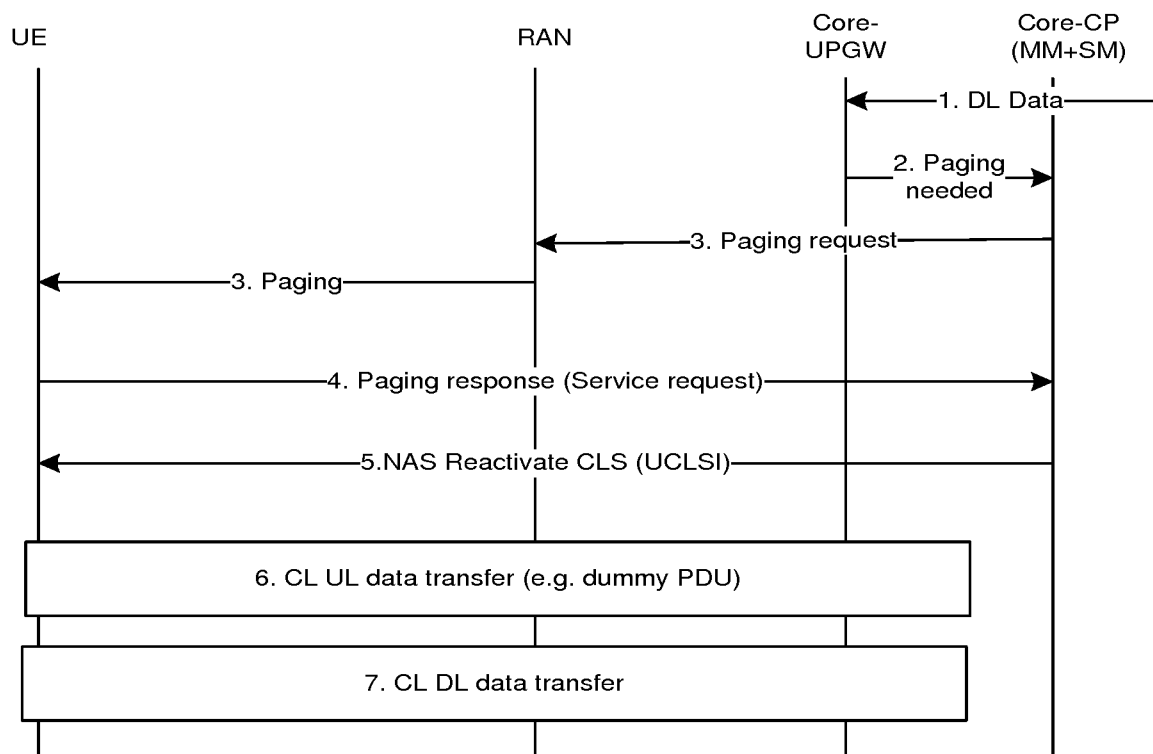 UE
RAN
Core-
UPGW
Core-CP
(MM+SM)
1. DL Data
2. Paging
needed
3. Paging request
3. Paging
4. Paging response (Service request)
5.NAS Reactivate CLS (UCLSI)
6. CL UL data transfer (e.g. dummy PDU)
7. CL DL data transfer